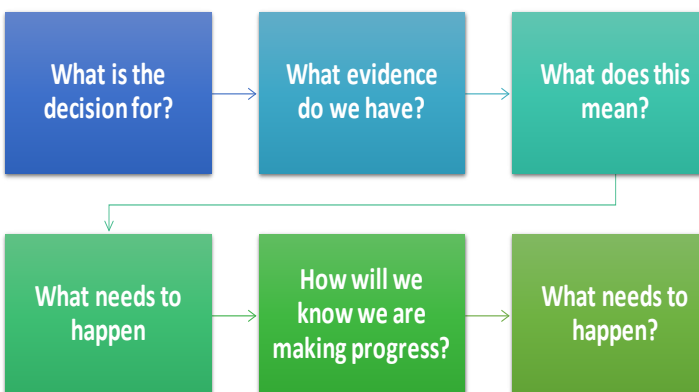 What is the
decision for?
What evidence
do we have?
What does this
mean?
What needs to
happen
How will we
know we are
making progress?
What needs to
happen?